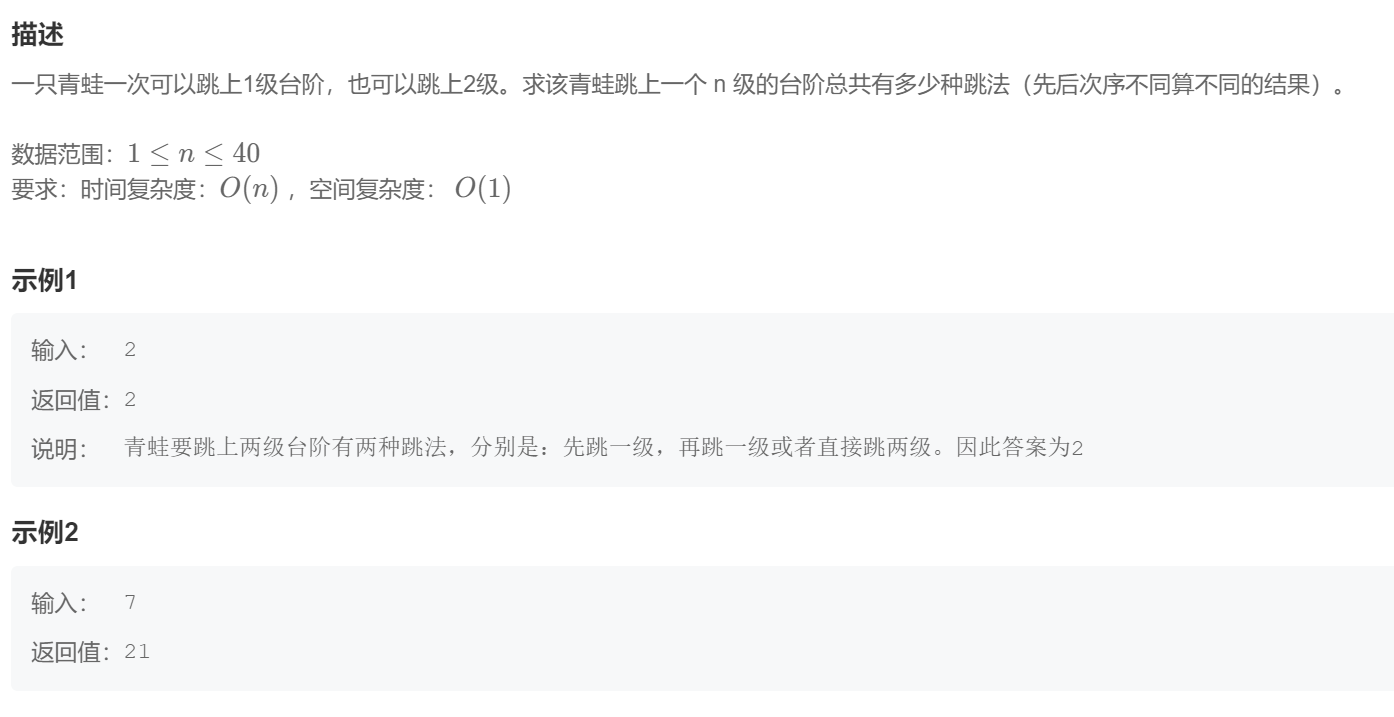 描述
一只青蛙一次可以跳上1级台阶，也可以跳上2级。求该青蛙跳上一个 n 级的台阶总共有多少种跳法（先后次序不同算不同的结果）。
数据范围：1 ≤ n ≤ 40
要求：时间复杂度：O(n) ，空间复杂度： O(1)
示例1
输入： 2
返回值：2
说明： 青蛙要跳上两级台阶有两种跳法，分别是：先跳一级，再跳一级或者直接跳两级。因此答案为2
示例2
输入： 7
返回值：21